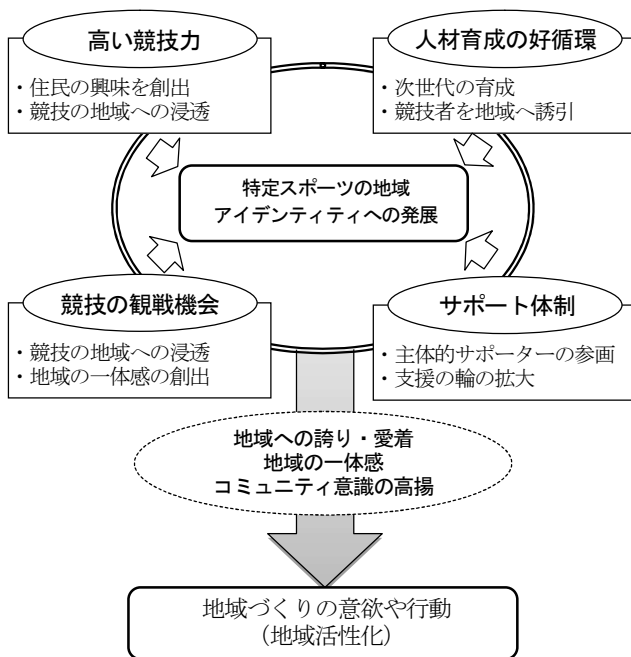 高い競技力
・住民の興味を創出
・競技の地域への浸透
人材育成の好循環
・次世代の育成
・競技者を地域へ誘引
特定スポーツの地域
アイデンティティへの発展
競技の観戦機会
・競技の地域への浸透
・地域の一体感の創出
サポート体制
・主体的サポーターの参画
・支援の輪の拡大
地域への誇り・愛着
地域の一体感
コミュニティ意識の高揚
地域づくりの意欲や行動
（地域活性化）